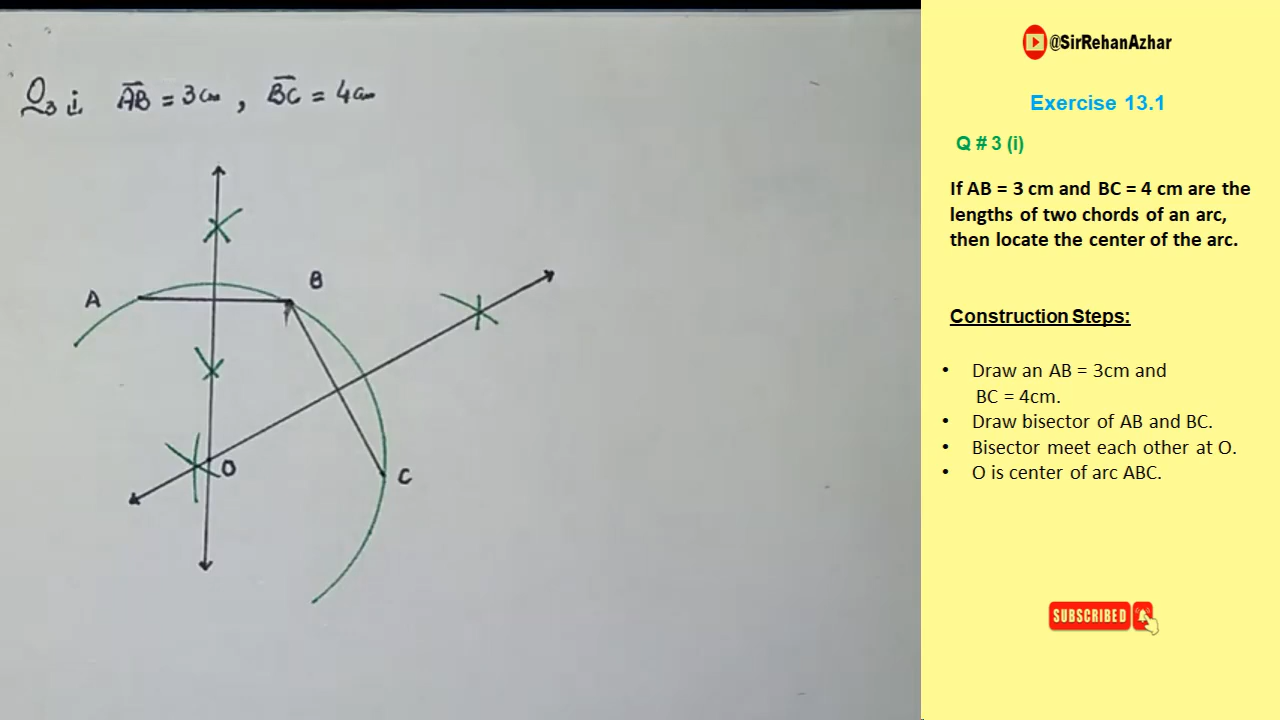 Q3 i. AB = 3cm, BC = 4cm
A
B
O
C
@SirRehanAzhar
Exercise 13.1
Q # 3 (i)
If AB = 3 cm and BC = 4 cm are the
lengths of two chords of an arc,
then locate the center of the arc.
Construction Steps:
• Draw an AB = 3cm and
BC = 4cm.
• Draw bisector of AB and BC.
• Bisector meet each other at O.
• O is center of arc ABC.
SUBSCRIBED